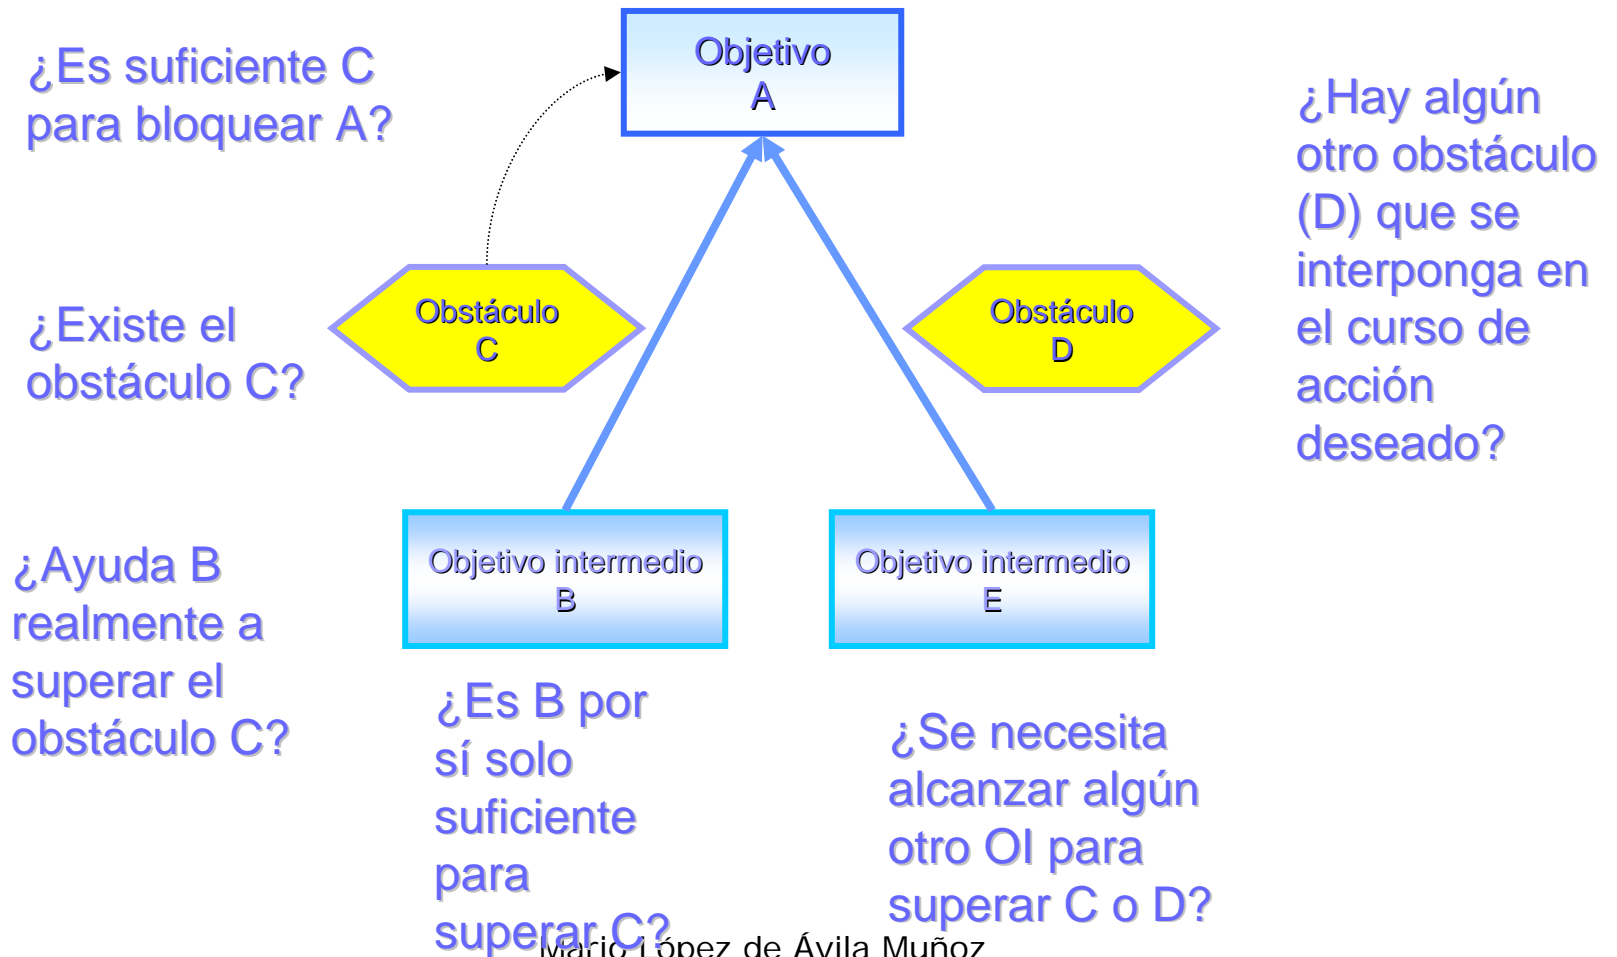 Objetivo
A
¿Es suficiente C
para bloquear A?
¿Hay algún
otro obstáculo
(D) que se
interponga en
el curso de
acción
deseado?
¿Existe el
obstáculo C?
Obstáculo
C
Obstáculo
D
¿Ayuda B
realmente a
superar el
obstáculo C?
Objetivo intermedio
B
Objetivo intermedio
E
¿Es B por
sí solo
suficiente
para
superar C?
¿Se necesita
alcanzar algún
otro OI para
superar C o D?
Mario López de Ávila Muñoz